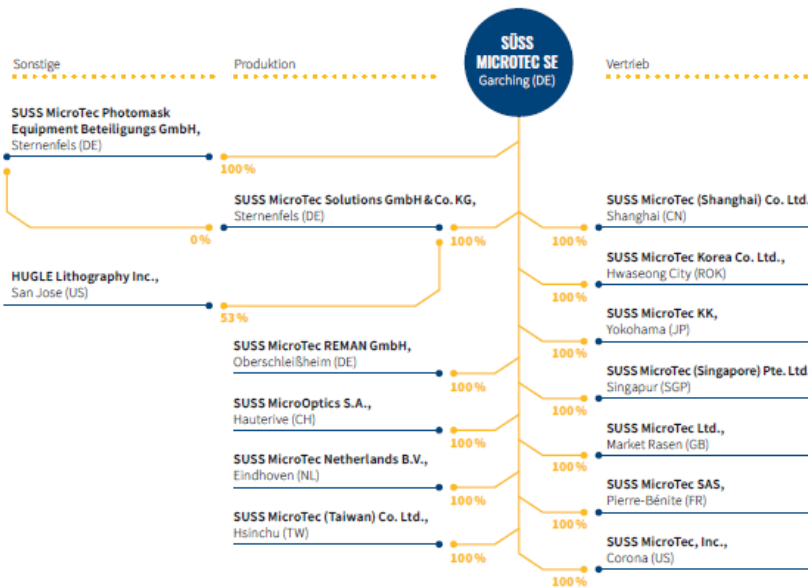 SÜSS
MICROTEC SE
Garching (DE)
Sonstige
Produktion
Vertrieb
SUSS MicroTec Photomask
Equipment Beteiligungs GmbH,
Sternenfels (DE)
100 %
SUSS MicroTec Solutions GmbH & Co. KG,
Sternenfels (DE)
0 %
100 %
HUGLE Lithography Inc.,
San Jose (US)
53 %
SUSS MicroTec REMAN GmbH,
Oberschleißheim (DE)
100 %
SUSS MicroOptics S.A.,
Hauterive (CH)
100 %
SUSS MicroTec Netherlands B.V.,
Eindhoven (NL)
100 %
SUSS MicroTec (Taiwan) Co. Ltd.,
Hsinchu (TW)
100 %
SUSS MicroTec (Shanghai) Co. Ltd.
Shanghai (CN)
100 %
SUSS MicroTec Korea Co. Ltd.,
Hwaseong City (ROK)
100 %
SUSS MicroTec KK,
Yokohama (JP)
100 %
SUSS MicroTec (Singapore) Pte. Ltd
Singapur (SGP)
100 %
SUSS MicroTec Ltd.,
Market Rasen (GB)
100 %
SUSS MicroTec SAS,
Pierre-Bénite (FR)
100 %
SUSS MicroTec, Inc.,
Corona (US)
100 %